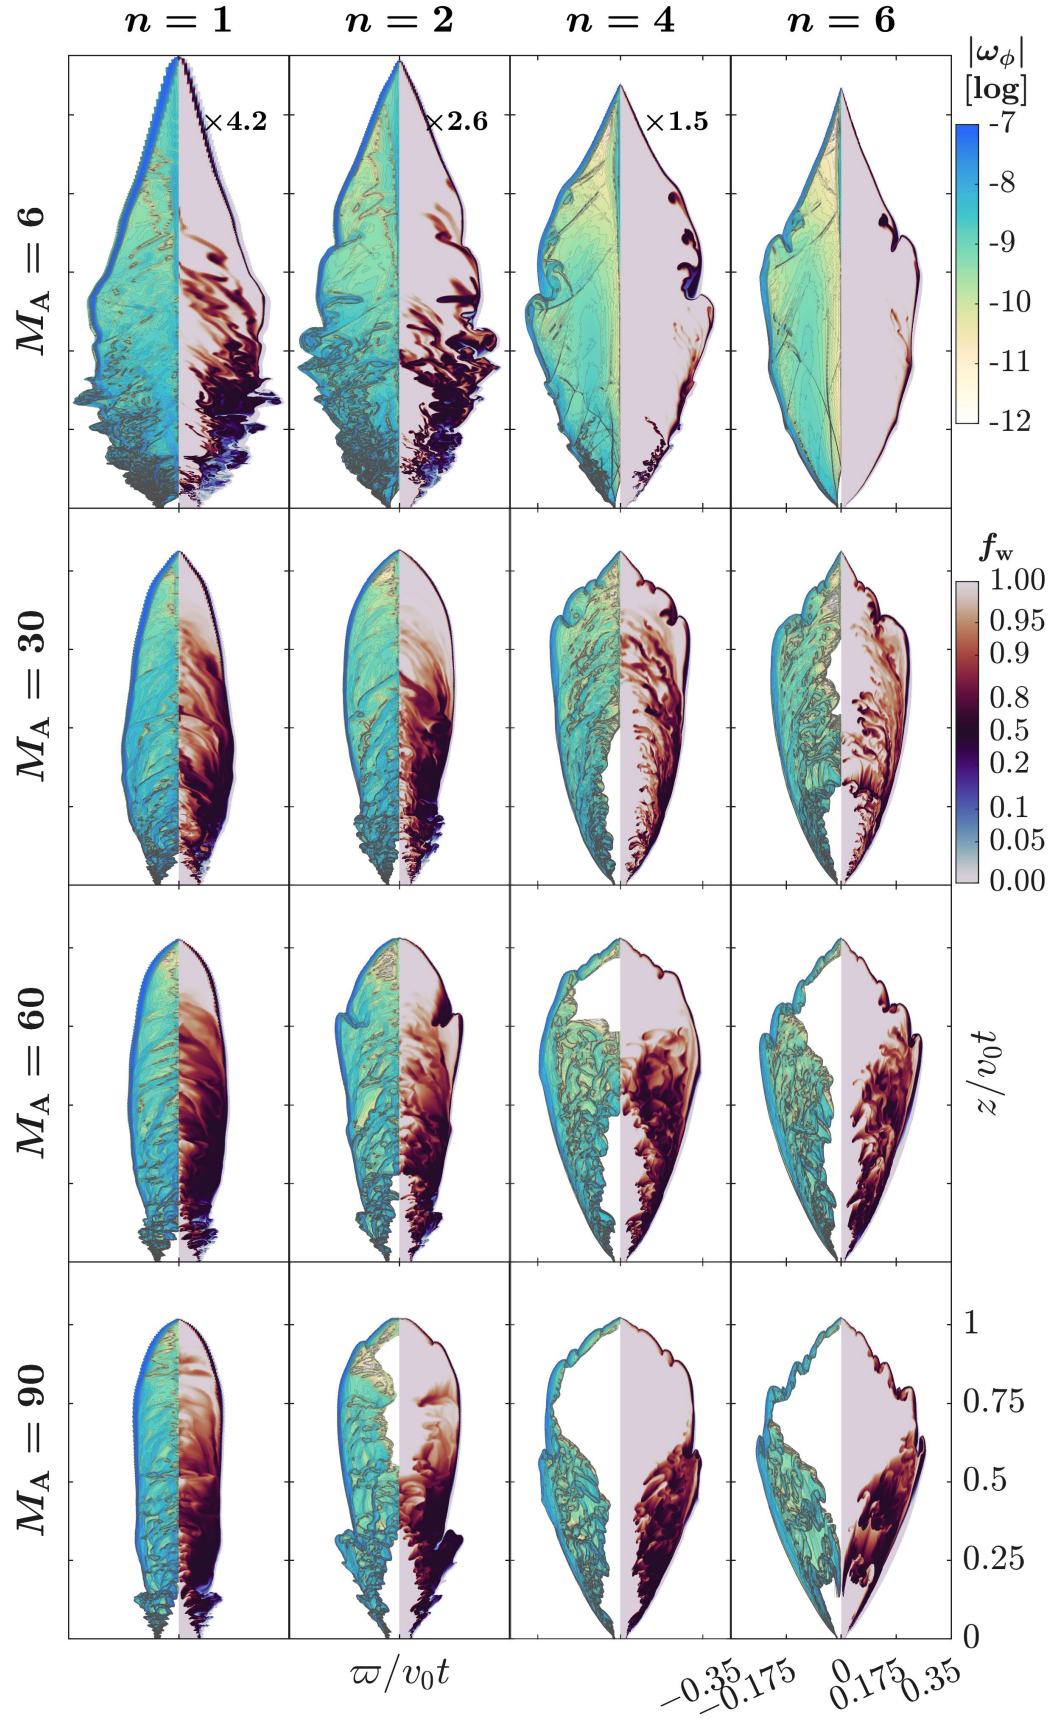 n = 1 n = 2 n = 4 n = 6
|ω_ϕ|
[log]
×4.2 ×2.6 ×1.5
-7
-8
-9
-10
-11
-12
M_A = 6
f_w
1.00
0.95
0.9
0.8
0.5
0.2
0.1
0.05
0.00
M_A = 30
M_A = 60
z/v_0t
M_A = 90
1
0.75
0.5
0.25
0
ϖ/v_0t
−0.35 −0.175 0 0.175 0.35